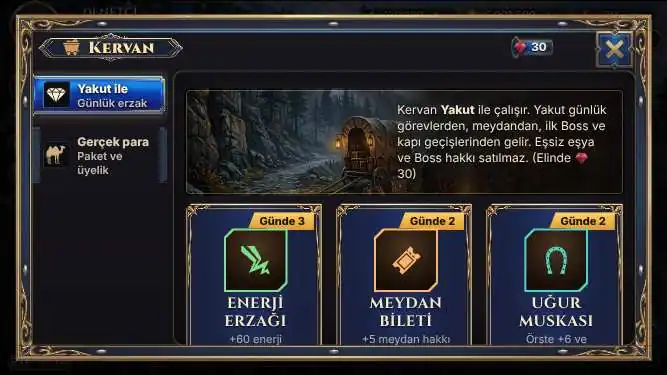 DENETÇİ
KERVAN
30
Yakut ile
Günlük erzak
Gerçek para
Paket ve
üyelik
Kervan Yakut ile çalışır. Yakut günlük
görevlerden, meydandan, ilk Boss ve
kapı geçişlerinden gelir. Eşsiz eşya
ve Boss hakkı satılmaz. (Elinde
30)
Günde 3
ENERJİ
ERZAĞI
+60 enerji
Günde 2
MEYDAN
BİLETİ
+5 meydan hakkı
Günde 2
UĞUR
MUSKASI
Örste +6 ve